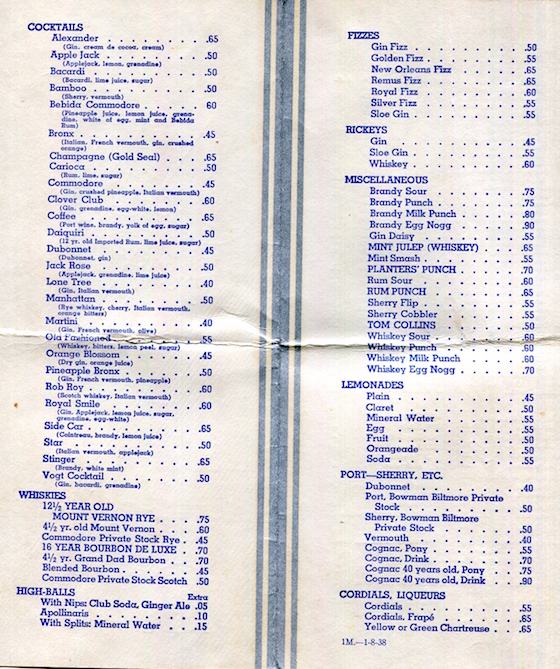 COCKTAILS
Alexander . . . . . . . . . .65
(Gin, cream de cocoa, cream)
Apple Jack . . . . . . . . . .50
(Applejack, lemon, grenadine)
Bacardi . . . . . . . . . . .50
(Bacardi, lime juice, sugar)
Bamboo . . . . . . . . . . .50
(Sherry, vermouth)
Bebida Commodore . . . . . 60
(Pineapple juice, lemon juice, grena-
dine, white of egg, mint and Bebida
Rum)
Bronx . . . . . . . . . . . .45
(Italian, French vermouth, gin, crushed
orange)
Champagne (Gold Seal) . . . .65
Carioca . . . . . . . . . . .50
(Rum, lime, sugar)
Commodore . . . . . . . . .45
(Gin, crushed pineapple, Italian vermouth)
Clover Club . . . . . . . . .60
(Gin, grenadine, egg-white, lemon)
Coffee . . . . . . . . . . . .65
(Port wine, brandy, yolk of egg, sugar)
Daiquiri . . . . . . . . . . .50
(12 yr. old Imported Rum, lime juice, sugar)
Dubonnet . . . . . . . . . .45
(Dubonnet, gin)
Jack Rose . . . . . . . . . .50
(Applejack, grenadine, lime juice)
Lone Tree . . . . . . . . . .40
(Gin, Italian vermouth)
Manhattan . . . . . . . . . .50
(Rye whiskey, cherry, Italian vermouth,
orange bitters)
Martini . . . . . . . . . . .40
(Gin, French vermouth, olive)
Old Fashioned . . . . . . . .55
(Whiskey, bitters, lemon peel, sugar)
Orange Blossom . . . . . . .45
(Dry gin, orange juice)
Pineapple Bronx . . . . . . .50
(Gin, French vermouth, pineapple)
Rob Roy . . . . . . . . . . .60
(Scotch whiskey, Italian vermouth)
Royal Smile . . . . . . . . .60
(Gin, Applejack, lemon juice, sugar,
grenadine, egg-white)
Side Car . . . . . . . . . . .65
(Cointreau, brandy, lemon juice)
Star . . . . . . . . . . . . .50
(Italian vermouth, applejack)
Stinger . . . . . . . . . . .65
(Brandy, white mint)
Vogt Cocktail . . . . . . . .50
(Gin, bacardi, grenadine)
WHISKIES
12½ YEAR OLD
MOUNT VERNON RYE . . . .75
4½ yr. old Mount Vernon . . . .60
Commodore Private Stock Rye . .45
16 YEAR BOURBON DE LUXE . .70
4½ yr. Grand Dad Bourbon . . .70
Blended Bourbon . . . . . . .45
Commodore Private Stock Scotch .50
HIGH-BALLS
Extra
With Nips: Club Soda, Ginger Ale .05
Apollinaris . . . . . . . . . .10
With Splits: Mineral Water . . . .15
FIZZES
Gin Fizz . . . . . . . . . .50
Golden Fizz . . . . . . . . .55
New Orleans Fizz . . . . . .65
Remus Fizz . . . . . . . . .65
Royal Fizz . . . . . . . . .60
Silver Fizz . . . . . . . . .55
Sloe Gin . . . . . . . . . .55
RICKEYS
Gin . . . . . . . . . . . .45
Sloe Gin . . . . . . . . . .55
Whiskey . . . . . . . . . .60
MISCELLANEOUS
Brandy Sour . . . . . . . . .75
Brandy Punch . . . . . . . .75
Brandy Milk Punch . . . . . .80
Brandy Egg Nogg . . . . . .90
Gin Daisy . . . . . . . . . .55
MINT JULEP (WHISKEY) . . . .65
Mint Smash . . . . . . . . .55
PLANTERS' PUNCH . . . . . .70
Rum Sour . . . . . . . . . .60
RUM PUNCH . . . . . . . . .65
Sherry Flip . . . . . . . . .55
Sherry Cobbler . . . . . . .55
TOM COLLINS . . . . . . . .50
Whiskey Sour . . . . . . . .60
Whiskey Punch . . . . . . . .60
Whiskey Milk Punch . . . . .60
Whiskey Egg Nogg . . . . . .70
LEMONADES
Plain . . . . . . . . . . . .45
Claret . . . . . . . . . . .50
Mineral Water . . . . . . . .55
Egg . . . . . . . . . . . .55
Fruit . . . . . . . . . . . .50
Orangeade . . . . . . . . .50
Soda . . . . . . . . . . . .55
PORT—SHERRY, ETC.
Dubonnet . . . . . . . . . .40
Port, Bowman Biltmore Private
Stock . . . . . . . . . . .50
Sherry, Bowman Biltmore
Private Stock . . . . . . . .50
Vermouth . . . . . . . . . .40
Cognac, Pony . . . . . . . .55
Cognac, Drink . . . . . . . .70
Cognac 40 years old, Pony . . .75
Cognac 40 years old, Drink . . .90
CORDIALS, LIQUEURS
Cordials . . . . . . . . . .55
Cordials, Frapé . . . . . . .65
Yellow or Green Chartreuse . . .65
1M.—1-8-38